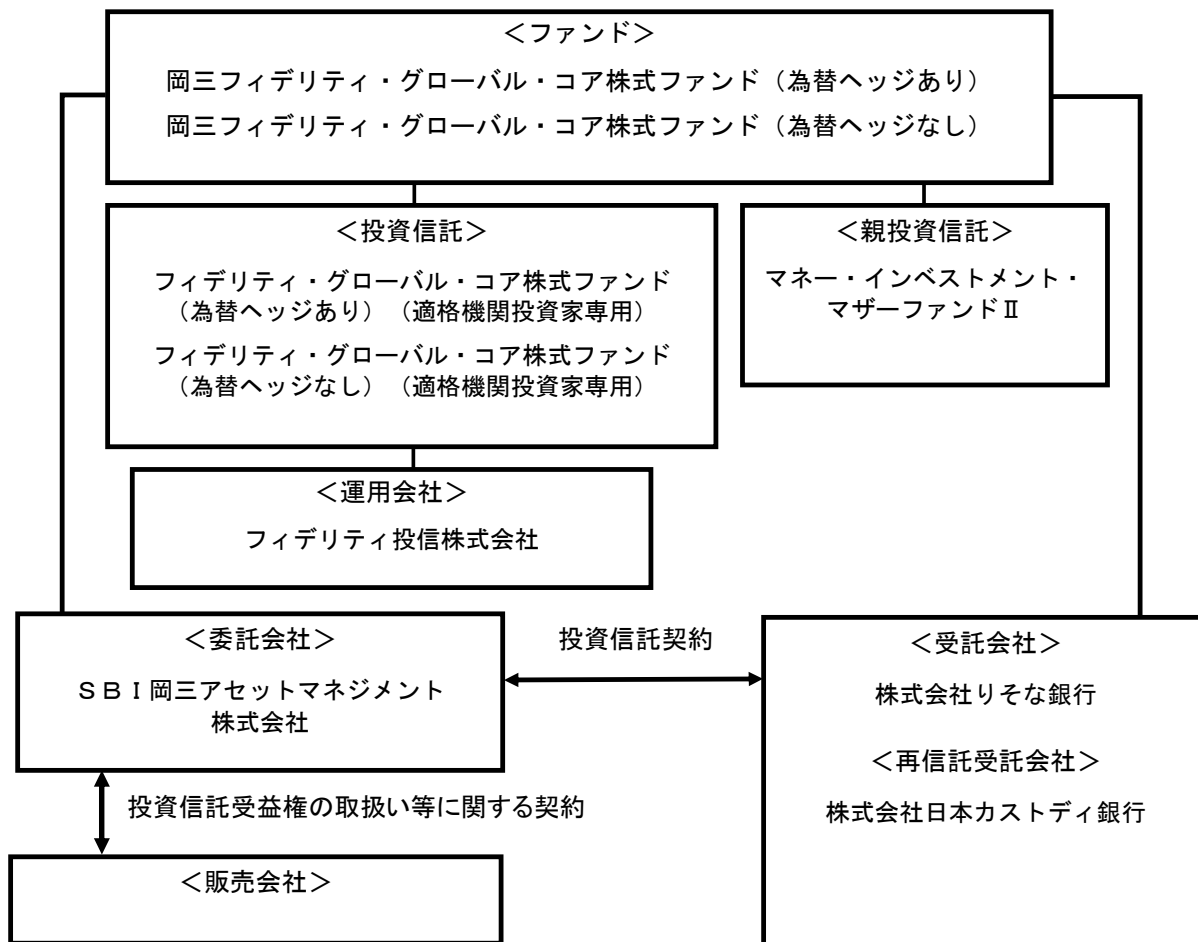 ＜ファンド＞
岡三フィデリティ・グローバル・コア株式ファンド（為替ヘッジあり）
岡三フィデリティ・グローバル・コア株式ファンド（為替ヘッジなし）
＜投資信託＞
フィデリティ・グローバル・コア株式ファンド
（為替ヘッジあり）（適格機関投資家専用）
フィデリティ・グローバル・コア株式ファンド
（為替ヘッジなし）（適格機関投資家専用）
＜親投資信託＞
マネー・インベストメント・
マザーファンドⅡ
＜運用会社＞
フィデリティ投信株式会社
＜委託会社＞
ＳＢＩ岡三アセットマネジメント
株式会社
投資信託契約
＜受託会社＞
株式会社りそな銀行
＜再信託受託会社＞
株式会社日本カストディ銀行
投資信託受益権の取扱い等に関する契約
＜販売会社＞